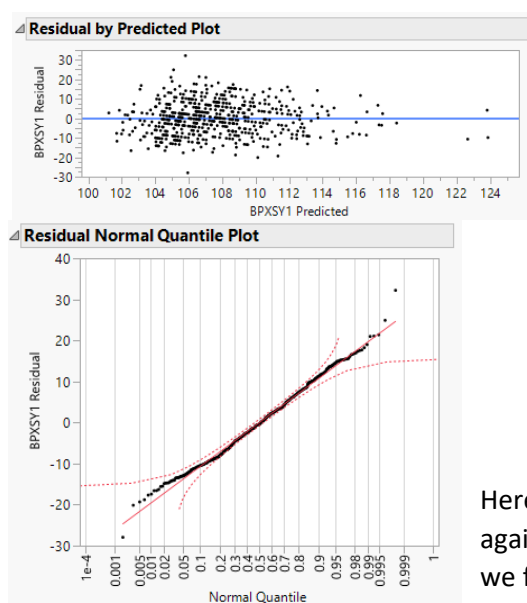 Residual by Predicted Plot
30
20
10
0
-10
-20
-30
BPXSY1 Residual
100 102 104 106 108 110 112 114 116 118 120 122 124
BPXSY1 Predicted
Residual Normal Quantile Plot
40
30
20
10
0
-10
-20
-30
BPXSY1 Residual
1e-4 0.001 0.005 0.01 0.02 0.05 0.1 0.2 0.3 0.4 0.5 0.6 0.7 0.8 0.9 0.95 0.98 0.99 0.995 0.999 1
Normal Quantile
Here
agai
we f